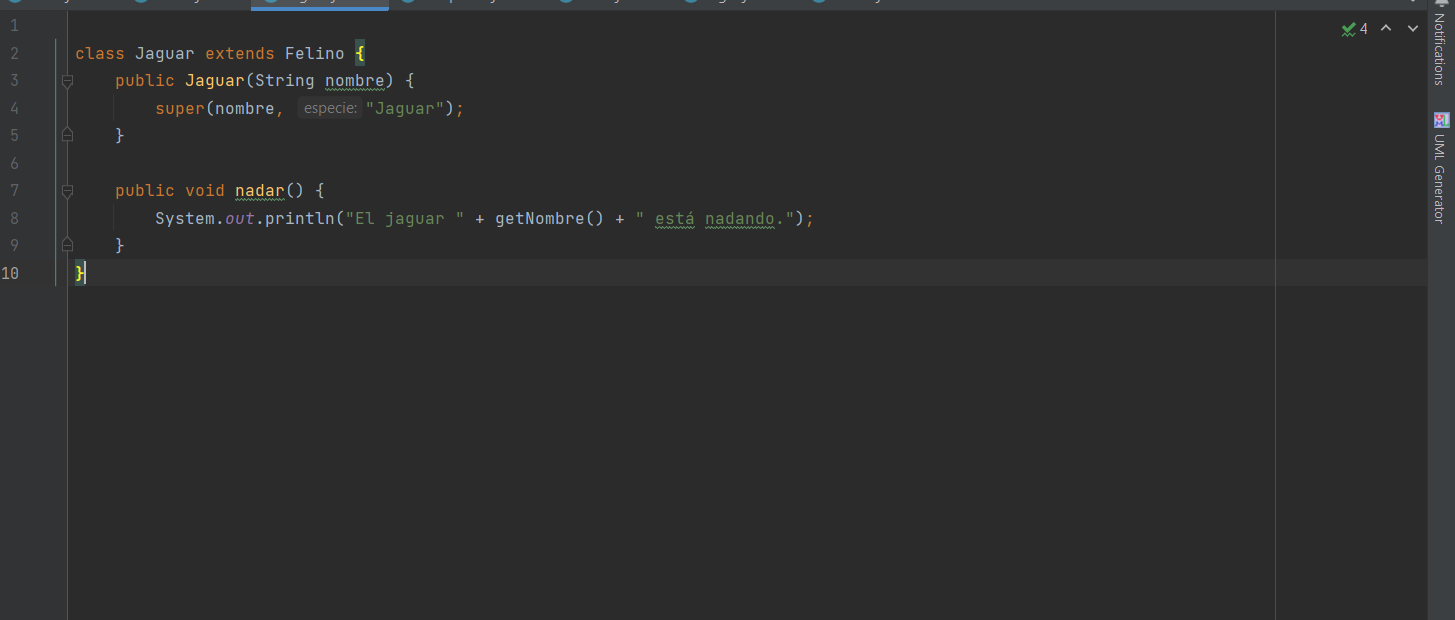 1
4
2 class Jaguar extends Felino {
3 public Jaguar(String nombre) {
4 super(nombre, especie: "Jaguar");
5 }
6
7 public void nadar() {
8 System.out.println("El jaguar " + getNombre() + " está nadando.");
9 }
10 }
Notifications
UML Generator